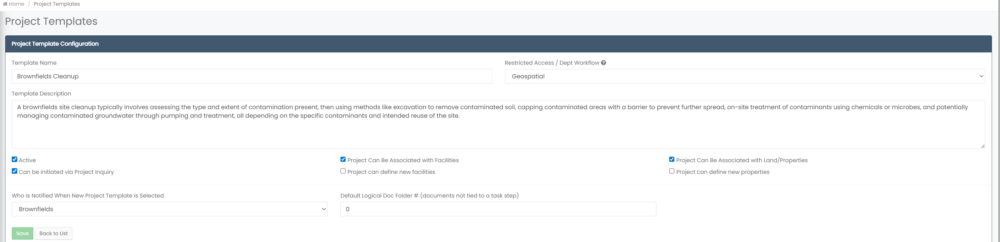 Home / Project Templates
Project Templates
Project Template Configuration
Template Name
Restricted Access / Dept Workflow
Brownfields Cleanup
Geospatial
Template Description
A brownfields site cleanup typically involves assessing the type and extent of contamination present, then using methods like excavation to remove contaminated soil, capping contaminated areas with a barrier to prevent further spread, on-site treatment of contaminants using chemicals or microbes, and potentially
managing contaminated groundwater through pumping and treatment, all depending on the specific contaminants and intended reuse of the site.
Active
Project Can Be Associated with Facilities
Project Can Be Associated with Land/Properties
Can be initiated via Project Inquiry
Project can define new facilities
Project can define new properties
Who is Notified When New Project Template is Selected
Default Logical Doc Folder # (documents not tied to a task step)
Brownfields
0
Save
Back to List